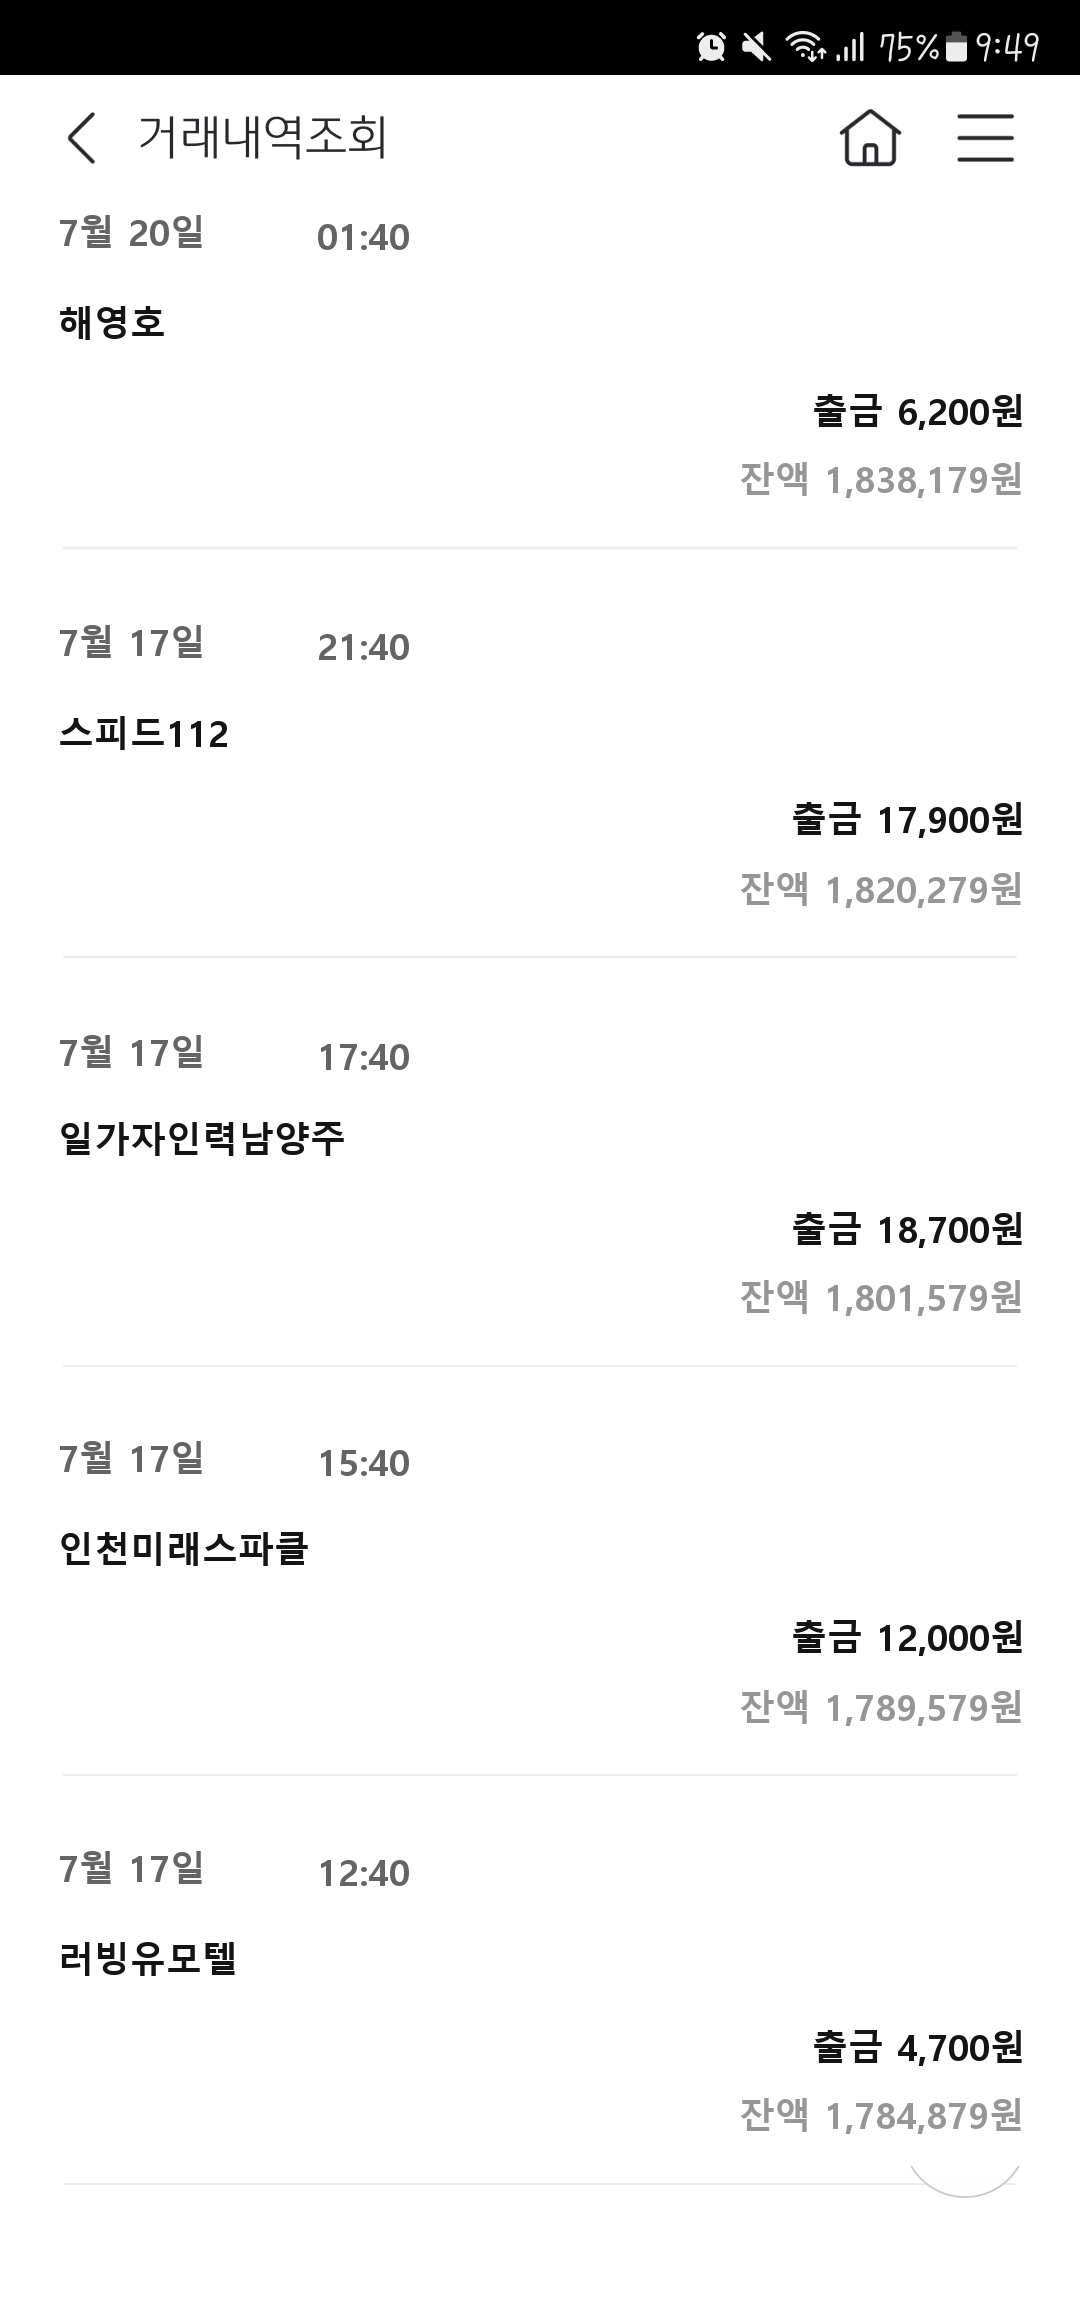 75% 9:49
거래내역조회
7월 20일 01:40
해영호
출금 6,200원
잔액 1,838,179원
7월 17일 21:40
스피드112
출금 17,900원
잔액 1,820,279원
7월 17일 17:40
일가자인력남양주
출금 18,700원
잔액 1,801,579원
7월 17일 15:40
인천미래스파클
출금 12,000원
잔액 1,789,579원
7월 17일 12:40
러빙유모텔
출금 4,700원
잔액 1,784,879원